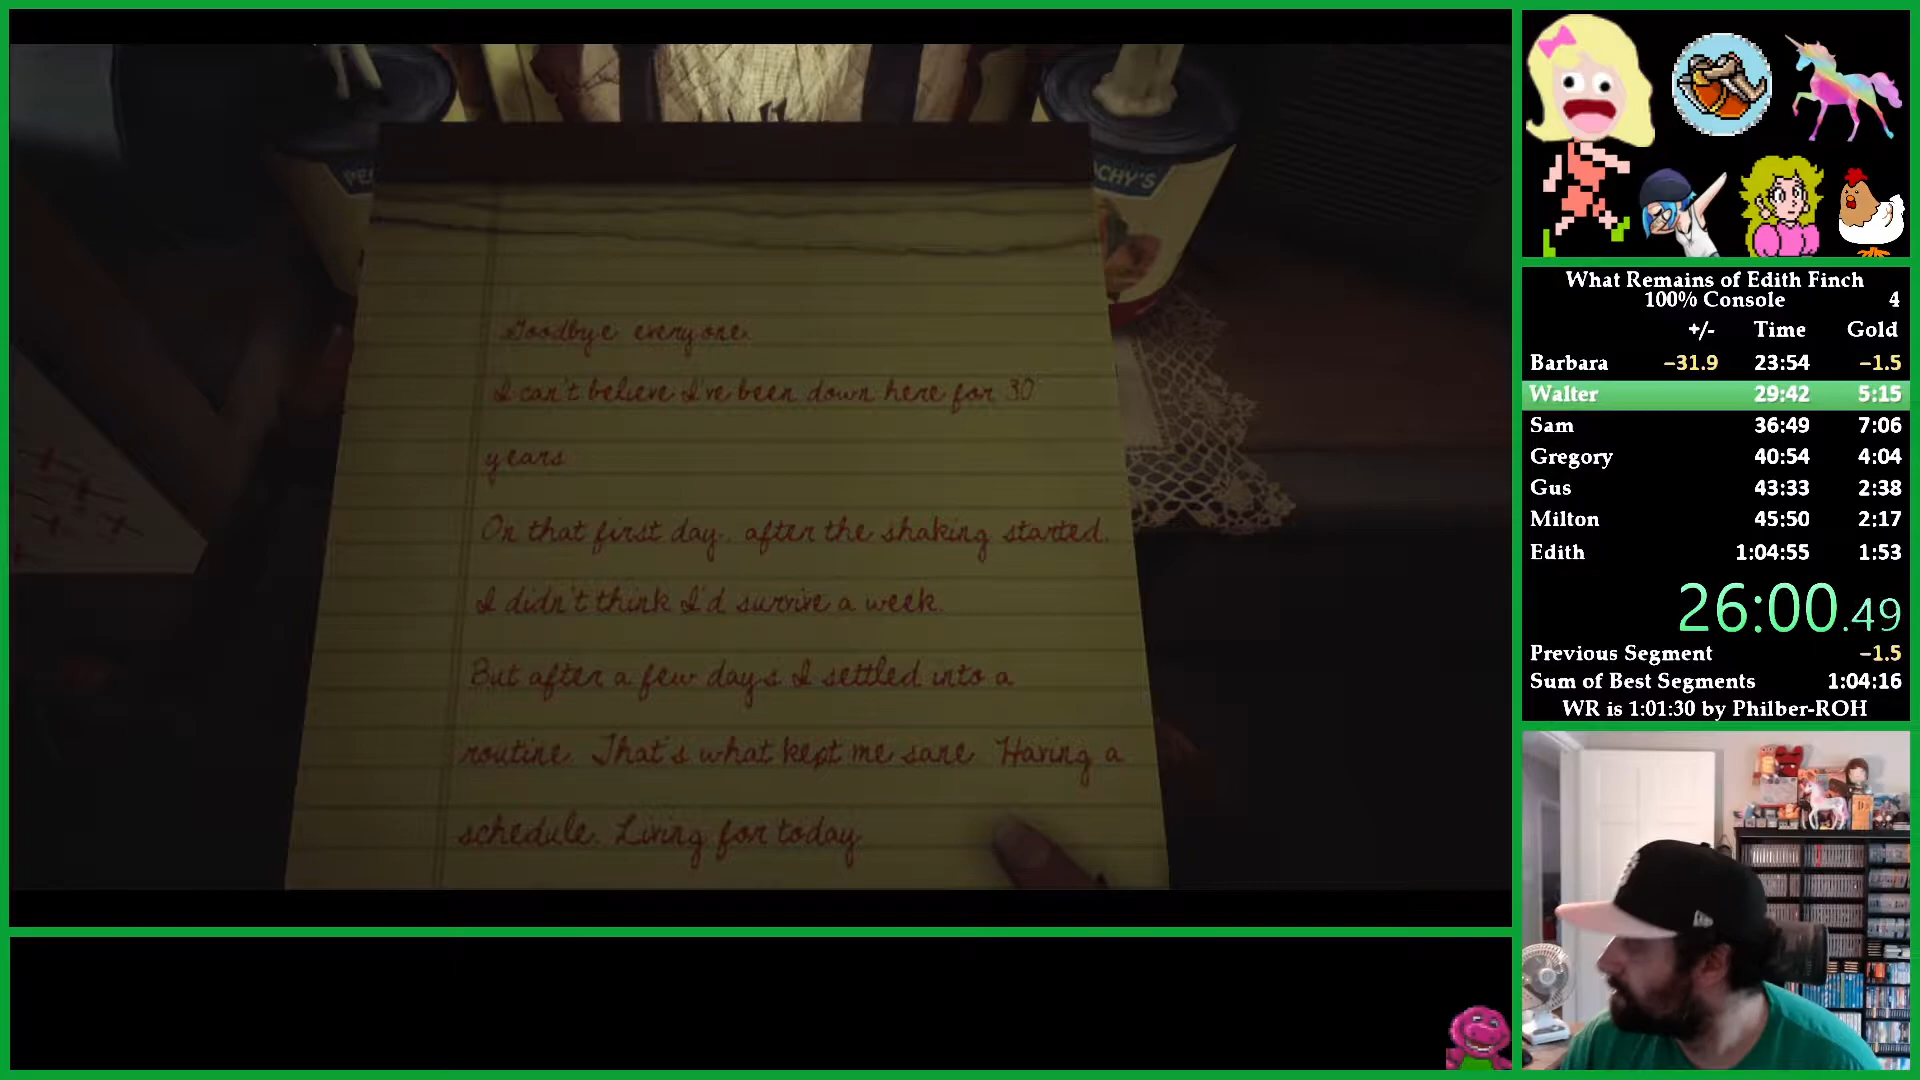 PE
CHY'S
Goodbye everyone.
I can't believe I've been down here for 30
years
On that first day, after the shaking started,
I didn't think I'd survive a week.
But after a few days I settled into a
routine. That's what kept me sane. Having a
schedule. Living for today
What Remains of Edith Finch
100% Console 4
+/- Time Gold
Barbara −31.9 23:54 −1.5
Walter 29:42 5:15
Sam 36:49 7:06
Gregory 40:54 4:04
Gus 43:33 2:38
Milton 45:50 2:17
Edith 1:04:55 1:53
26:00.49
Previous Segment −1.5
Sum of Best Segments 1:04:16
WR is 1:01:30 by Philber-ROH